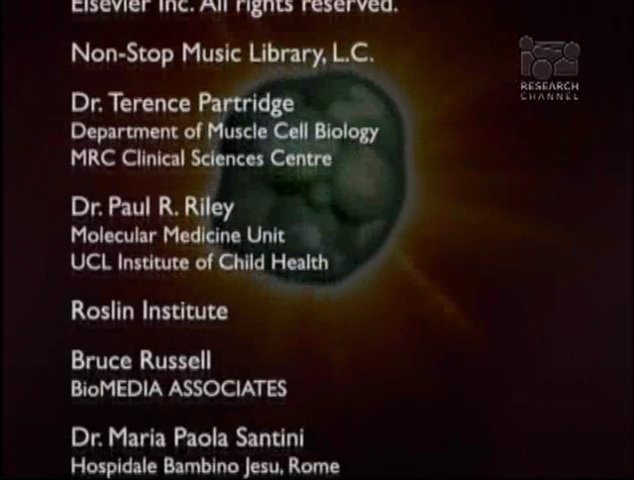 Elsevier Inc. All rights reserved.
Non-Stop Music Library, L.C.
Dr. Terence Partridge
Department of Muscle Cell Biology
MRC Clinical Sciences Centre
Dr. Paul R. Riley
Molecular Medicine Unit
UCL Institute of Child Health
Roslin Institute
Bruce Russell
BioMEDIA ASSOCIATES
Dr. Maria Paola Santini
Hospidale Bambino Jesu, Rome
RESEARCH
CHANNEL